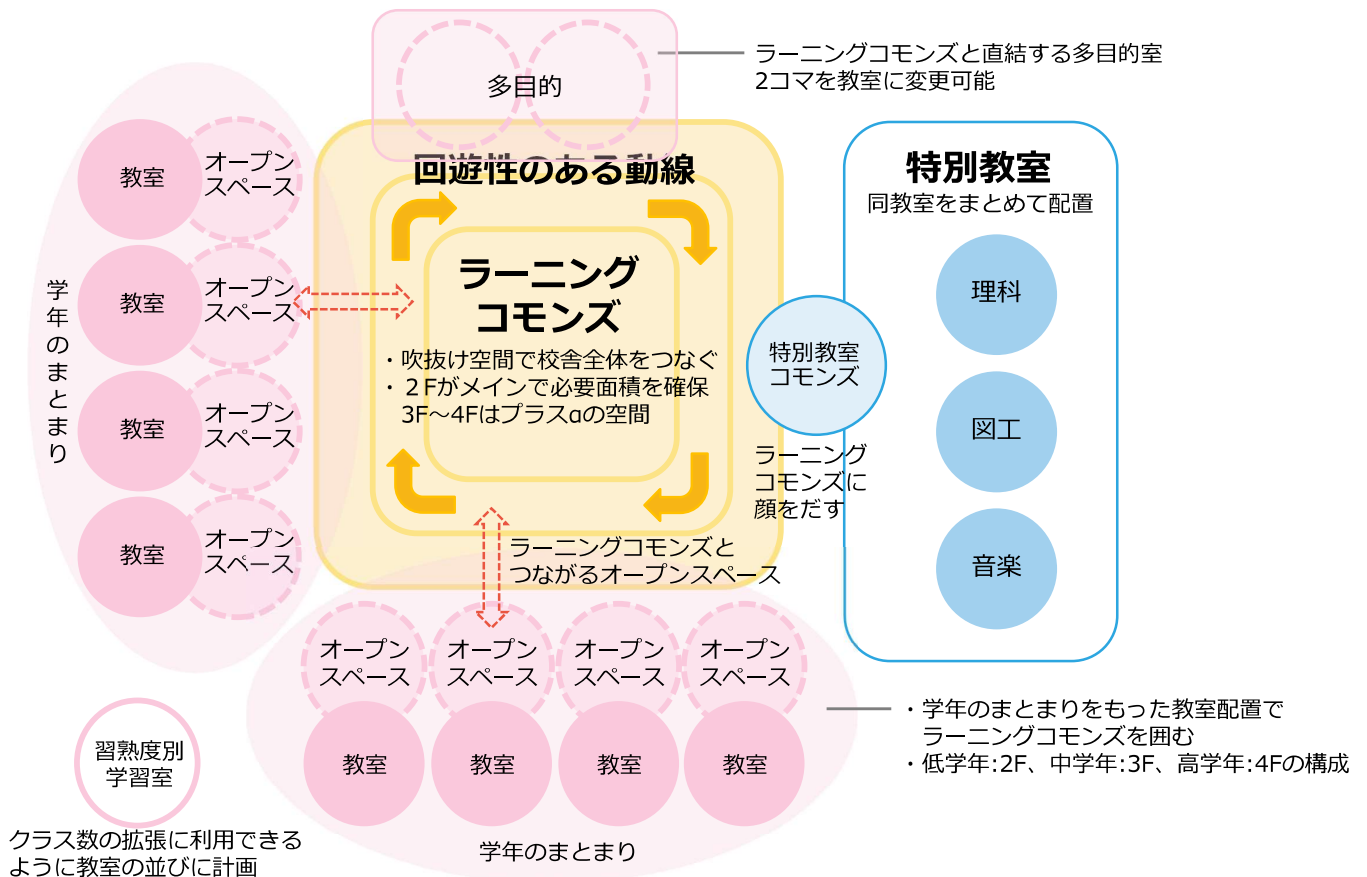 多目的
ラーニングコモンズと直結する多目的室
2コマを教室に変更可能
学年のまとまり
教室
オープン
スペース
教室
オープン
スペース
教室
オープン
スペース
教室
オープン
スペース
回遊性のある動線
ラーニング
コモンズ
・吹抜け空間で校舎全体をつなぐ
・２Fがメインで必要面積を確保
3F～4Fはプラスαの空間
特別教室
同教室をまとめて配置
理科
図工
音楽
特別教室
コモンズ
ラーニング
コモンズに
顔をだす
ラーニングコモンズと
つながるオープンスペース
オープン
スペース
オープン
スペース
オープン
スペース
オープン
スペース
教室
教室
教室
教室
学年のまとまり
・学年のまとまりをもった教室配置で
ラーニングコモンズを囲む
・低学年:2F、中学年:3F、高学年:4Fの構成
習熟度別
学習室
クラス数の拡張に利用できる
ように教室の並びに計画